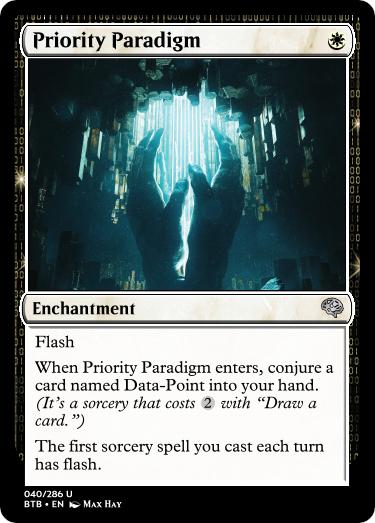 Priority Paradigm
Enchantment
Flash
When Priority Paradigm enters, conjure a
card named Data-Point into your hand.
(It's a sorcery that costs 2 with “Draw a
card.”)
The first sorcery spell you cast each turn
has flash.
040/286 U
BTB • EN Max Hay